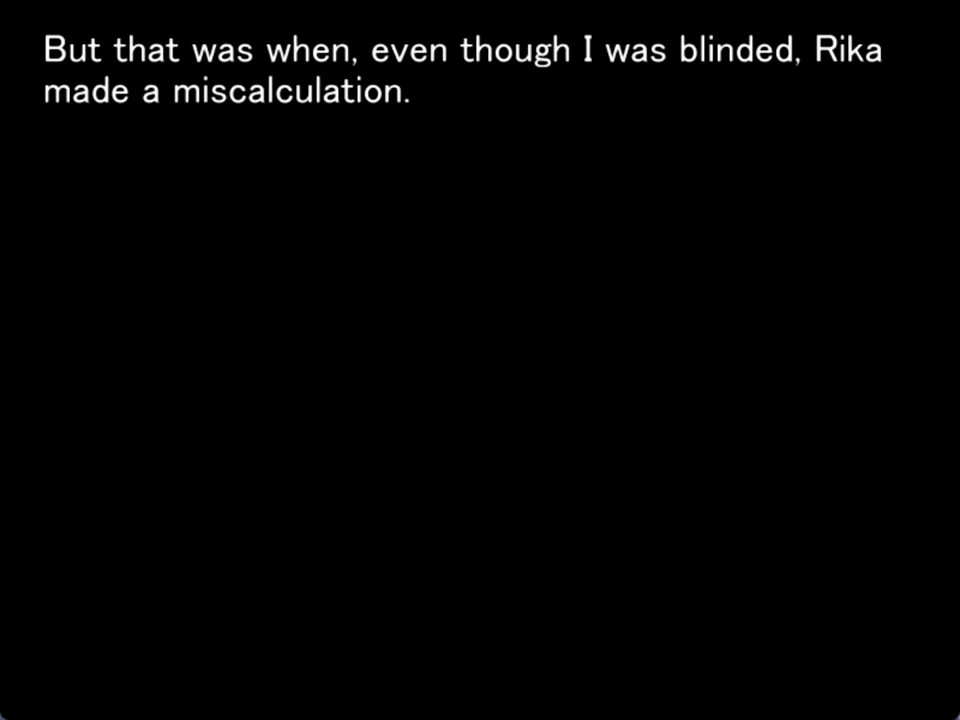 But that was when, even though I was blinded, Rika
made a miscalculation.